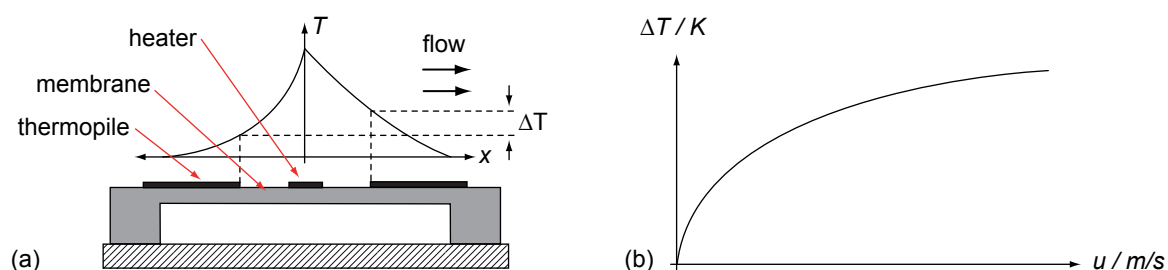 T
heater
flow
membrane
ΔT
thermopile
x
(a)
ΔT / K
(b)
u / m/s